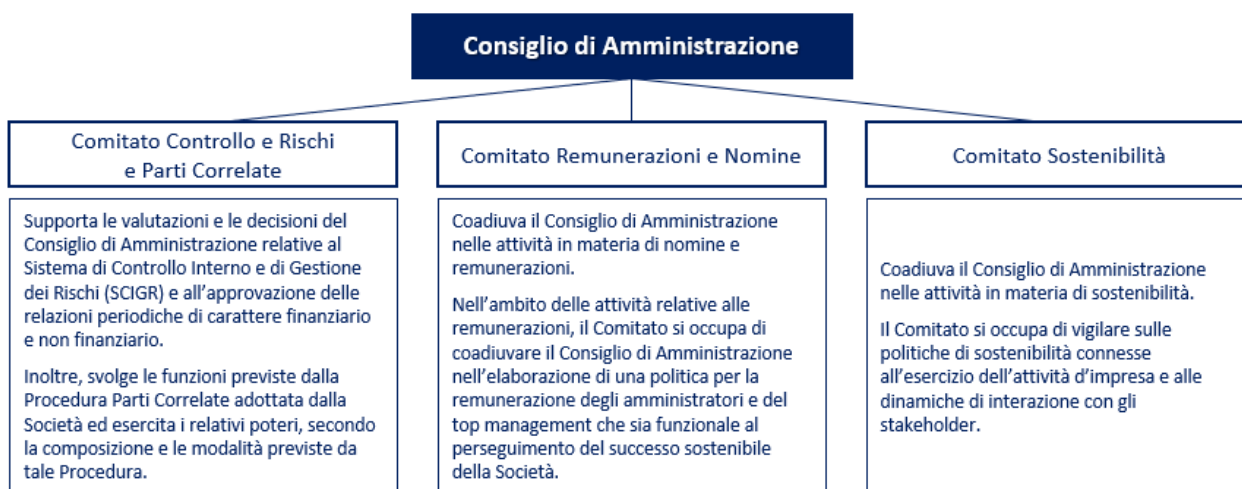 Consiglio di Amministrazione
Comitato Controllo e Rischi
e Parti Correlate
Supporta le valutazioni e le decisioni del
Consiglio di Amministrazione relative al
Sistema di Controllo Interno e di Gestione
dei Rischi (SCIGR) e all’approvazione delle
relazioni periodiche di carattere finanziario
e non finanziario.
Inoltre, svolge le funzioni previste dalla
Procedura Parti Correlate adottata dalla
Società ed esercita i relativi poteri, secondo
la composizione e le modalità previste da
tale Procedura.
Comitato Remunerazioni e Nomine
Coadiuva il Consiglio di Amministrazione
nelle attività in materia di nomine e
remunerazioni.
Nell’ambito delle attività relative alle
remunerazioni, il Comitato si occupa di
coadiuvare il Consiglio di Amministrazione
nell’elaborazione di una politica per la
remunerazione degli amministratori e del
top management che sia funzionale al
perseguimento del successo sostenibile
della Società.
Comitato Sostenibilità
Coadiuva il Consiglio di Amministrazione
nelle attività in materia di sostenibilità.
Il Comitato si occupa di vigilare sulle
politiche di sostenibilità connesse
all’esercizio dell’attività d’impresa e alle
dinamiche di interazione con gli
stakeholder.